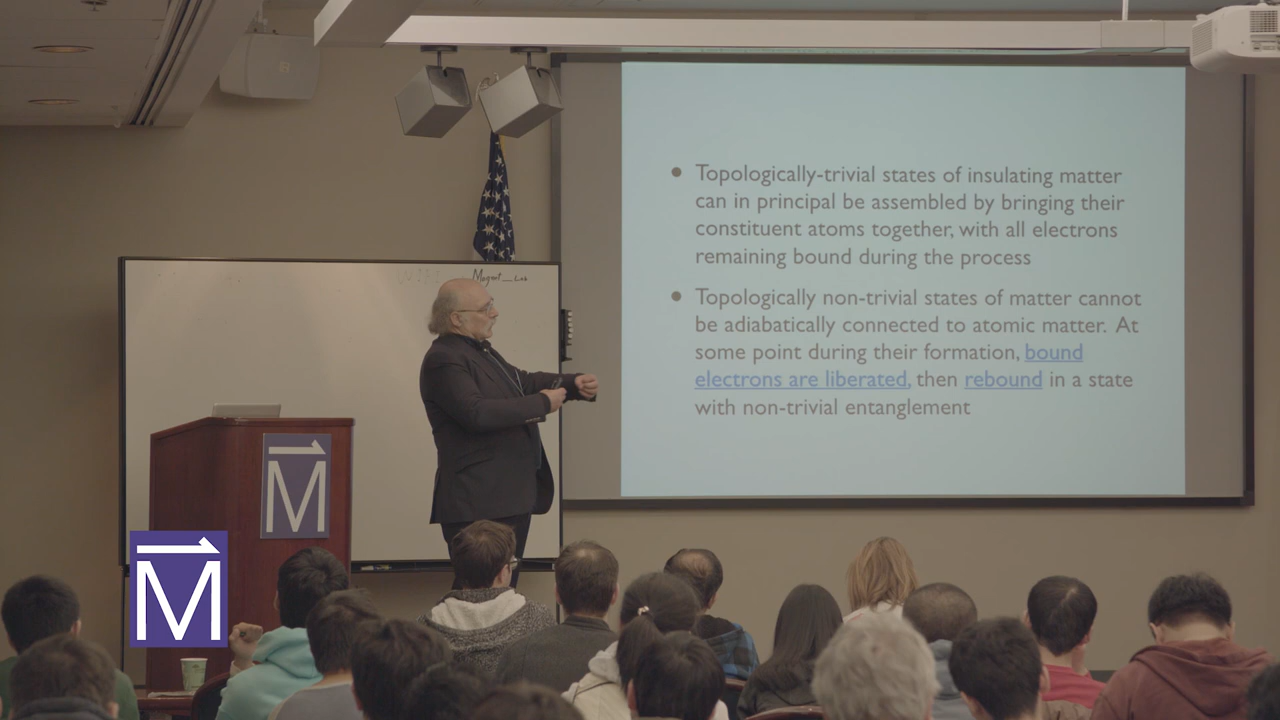 Magnet_Lab
• Topologically-trivial states of insulating matter
can in principal be assembled by bringing their
constituent atoms together, with all electrons
remaining bound during the process
• Topologically non-trivial states of matter cannot
be adiabatically connected to atomic matter. At
some point during their formation, bound
electrons are liberated, then rebound in a state
with non-trivial entanglement
M
M